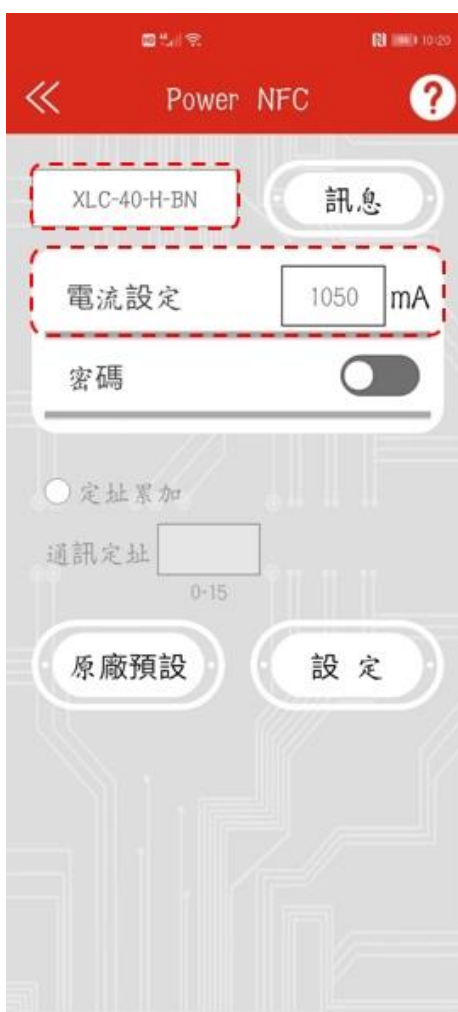 10:20
Power NFC
?
XLC-40-H-BN
訊息
電流設定 1050 mA
密碼
定址累加
通訊定址
0-15
原廠預設
設 定